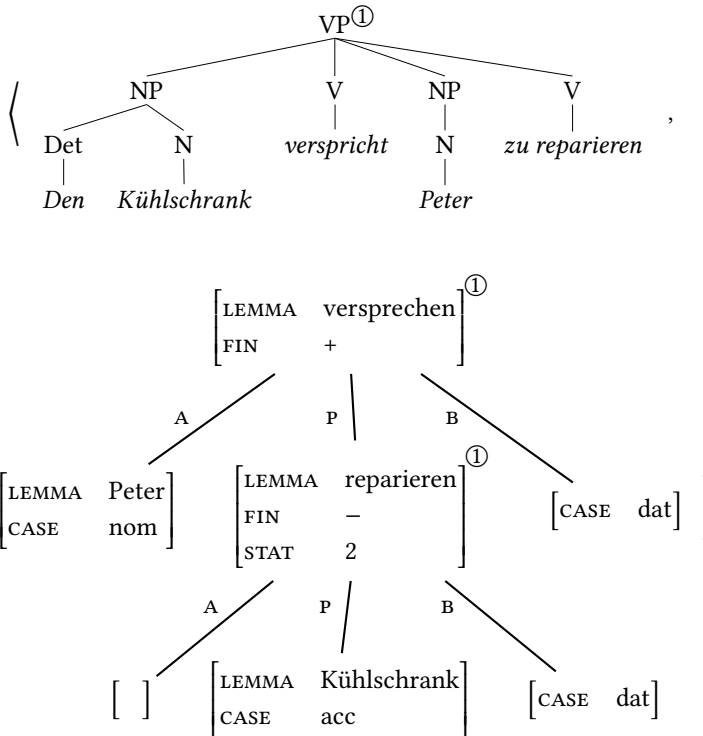 VP①
NP V NP V
⟨ Det N verspricht N zu reparieren ,
Den Kühlschrank Peter
[LEMMA versprechen]①
FIN +
A P B
LEMMA Peter [LEMMA reparieren]①
CASE nom FIN − [CASE dat]
STAT 2
A P B
[ ] LEMMA Kühlschrank [CASE dat]
CASE acc